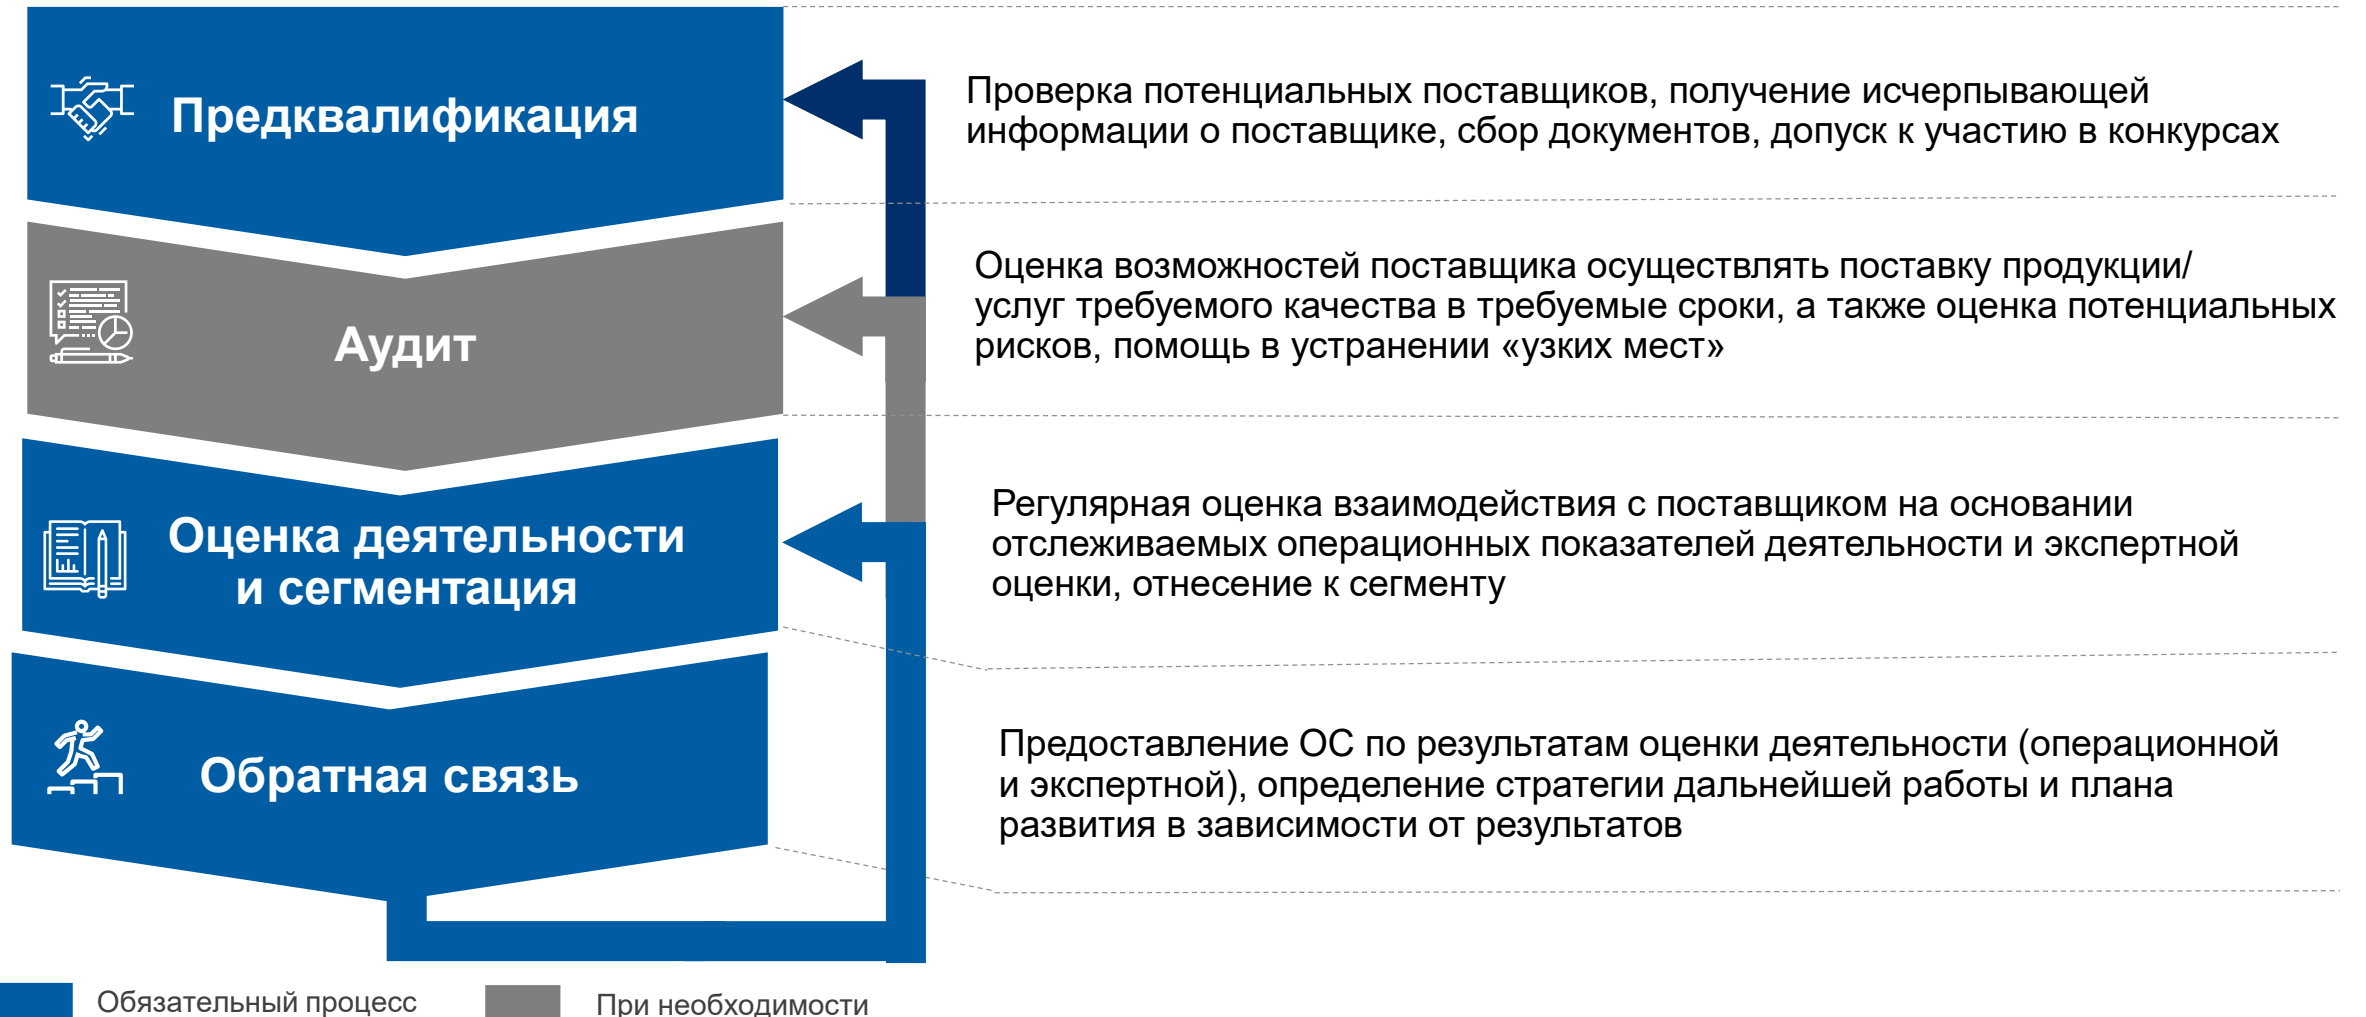 Предквалификация
Проверка потенциальных поставщиков, получение исчерпывающей
информации о поставщике, сбор документов, допуск к участию в конкурсах
Аудит
Оценка возможностей поставщика осуществлять поставку продукции/
услуг требуемого качества в требуемые сроки, а также оценка потенциальных
рисков, помощь в устранении «узких мест»
Оценка деятельности
и сегментация
Регулярная оценка взаимодействия с поставщиком на основании
отслеживаемых операционных показателей деятельности и экспертной
оценки, отнесение к сегменту
Обратная связь
Предоставление ОС по результатам оценки деятельности (операционной
и экспертной), определение стратегии дальнейшей работы и плана
развития в зависимости от результатов
Обязательный процесс
При необходимости